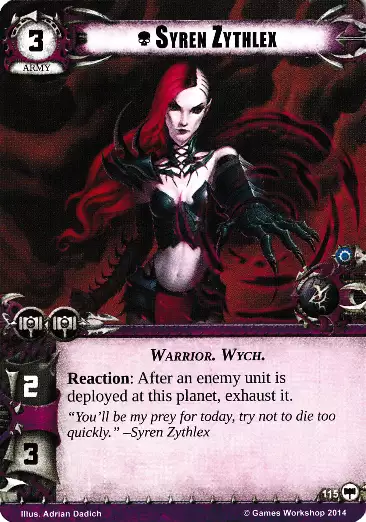 3
ARMY
Syren Zythlex
Warrior. Wych.
2
Reaction: After an enemy unit is
deployed at this planet, exhaust it.
"You'll be my prey for today, try not to die too
quickly." –Syren Zythlex
3
115
Illus. Adrian Dadich
© Games Workshop 2014